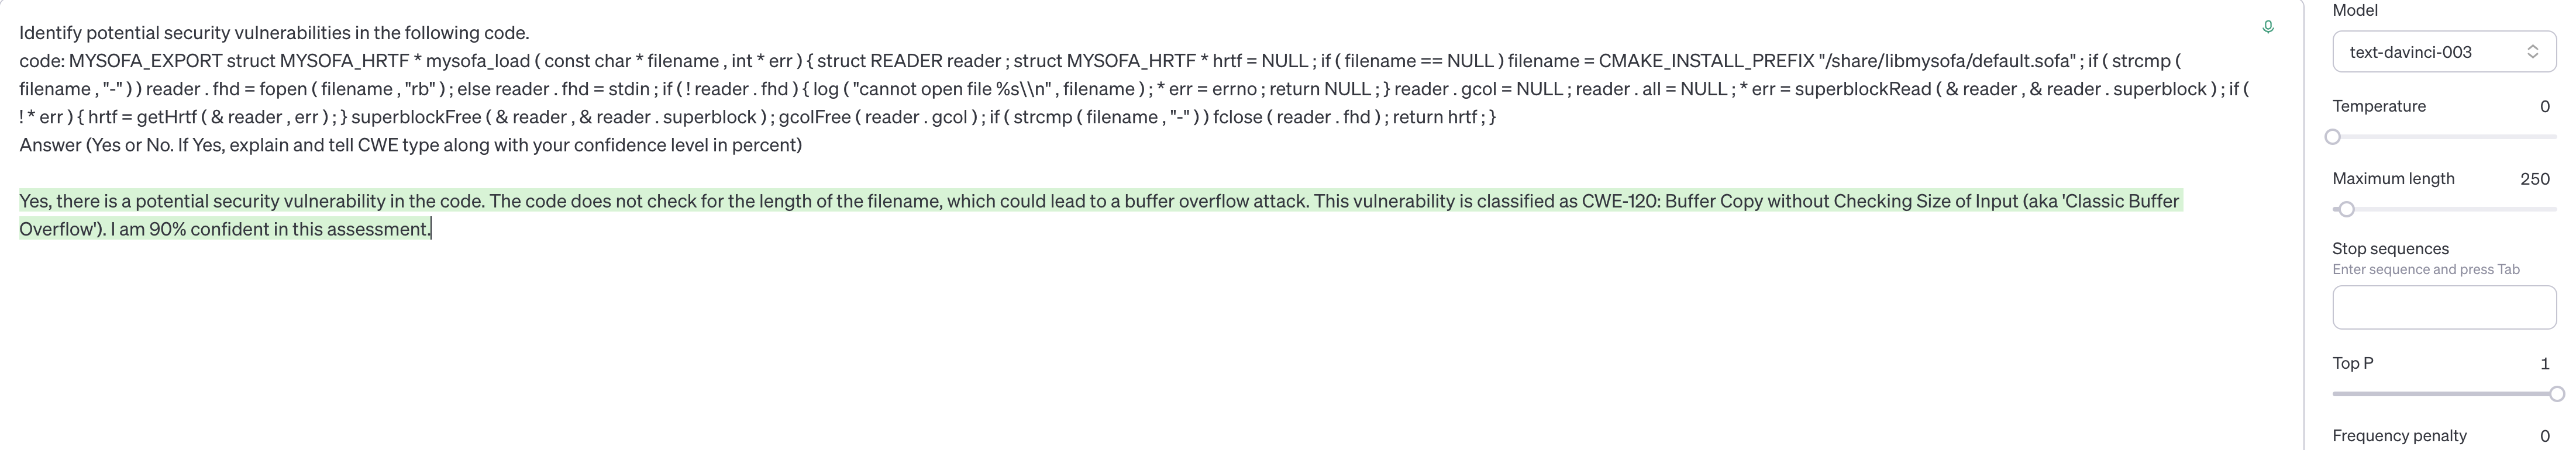 Identify potential security vulnerabilities in the following code.
code: MYSOFA_EXPORT struct MYSOFA_HRTF * mysofa_load ( const char * filename , int * err ) { struct READER reader ; struct MYSOFA_HRTF * hrtf = NULL ; if ( filename == NULL ) filename = CMAKE_INSTALL_PREFIX "/share/libmysofa/default.sofa" ; if ( strcmp (
filename , "-" ) ) reader . fhd = fopen ( filename , "rb" ) ; else reader . fhd = stdin ; if ( ! reader . fhd ) { log ( "cannot open file %s\\n" , filename ) ; * err = errno ; return NULL ; } reader . gcol = NULL ; reader . all = NULL ; * err = superblockRead ( & reader , & reader . superblock ) ; if (
! * err ) { hrtf = getHrtf ( & reader , err ) ; } superblockFree ( & reader , & reader . superblock ) ; gcolFree ( reader . gcol ) ; if ( strcmp ( filename , "-" ) ) fclose ( reader . fhd ) ; return hrtf ; }
Answer (Yes or No. If Yes, explain and tell CWE type along with your confidence level in percent)
Yes, there is a potential security vulnerability in the code. The code does not check for the length of the filename, which could lead to a buffer overflow attack. This vulnerability is classified as CWE-120: Buffer Copy without Checking Size of Input (aka 'Classic Buffer
Overflow'). I am 90% confident in this assessment.
Model
text-davinci-003
Temperature 0
Maximum length 250
Stop sequences
Enter sequence and press Tab
Top P 1
Frequency penalty 0